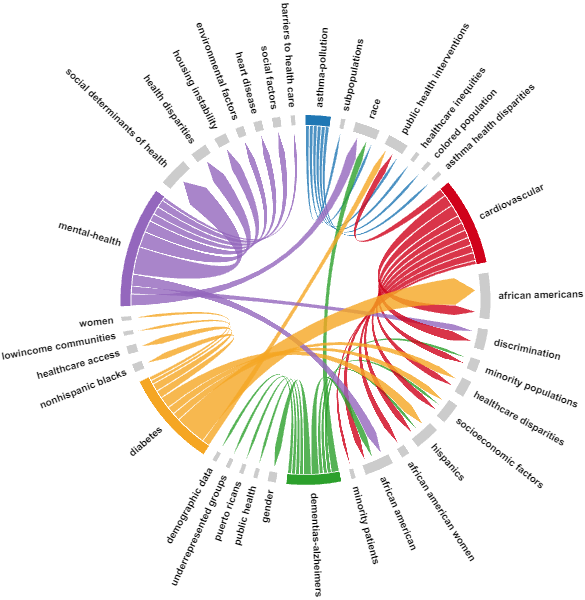 asthma-pollution
subpopulations
race
public health interventions
healthcare inequities
colored population
asthma health disparities
cardiovascular
african americans
discrimination
minority populations
healthcare disparities
socioeconomic factors
hispanics
african american women
african american
minority patients
dementias-alzheimers
gender
public health
puerto ricans
underrepresented groups
demographic data
diabetes
nonhispanic blacks
healthcare access
lowincome communities
women
mental-health
social determinants of health
health disparities
housing instability
environmental factors
heart disease
social factors
barriers to health care